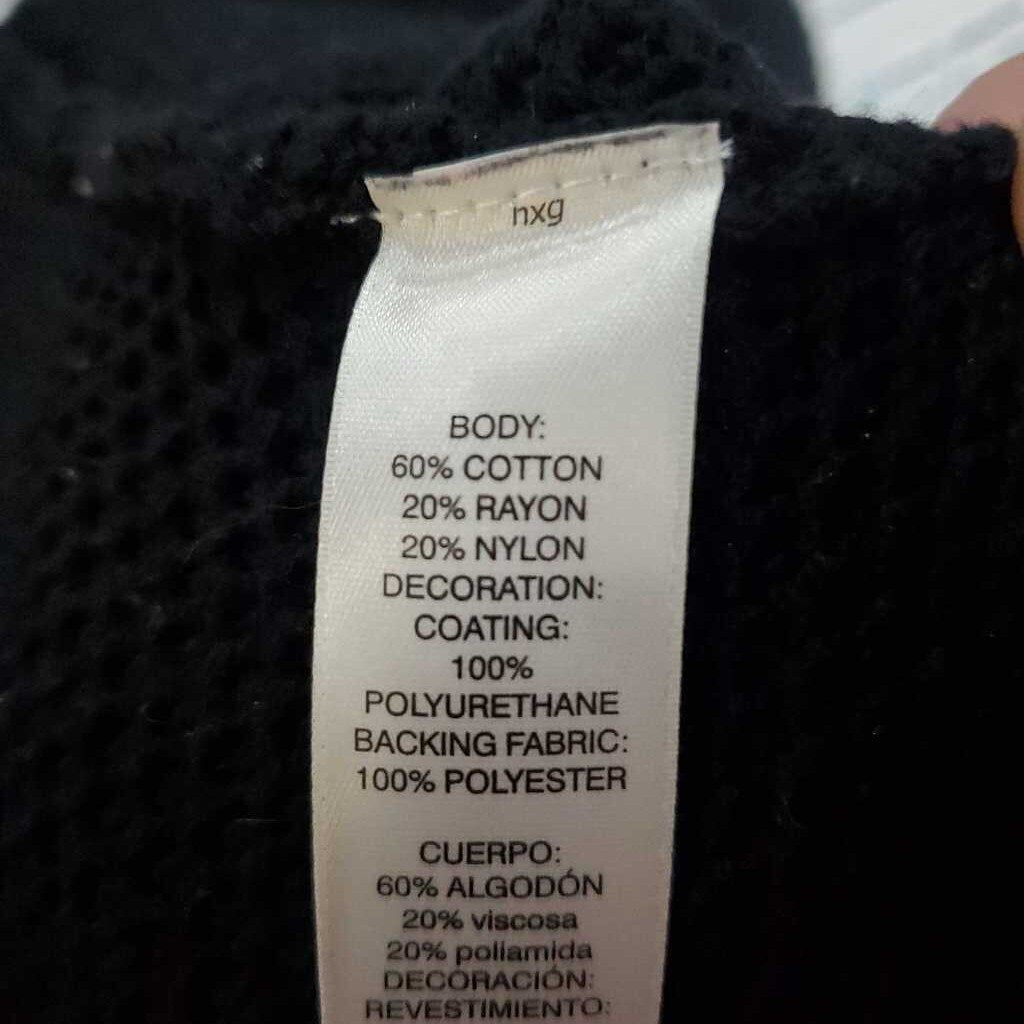 nxg
BODY:
60% COTTON
20% RAYON
20% NYLON
DECORATION:
COATING:
100%
POLYURETHANE
BACKING FABRIC:
100% POLYESTER
CUERPO:
60% ALGODÓN
20% viscosa
20% poliamida
DECORACIÓN:
REVESTIMIENTO: